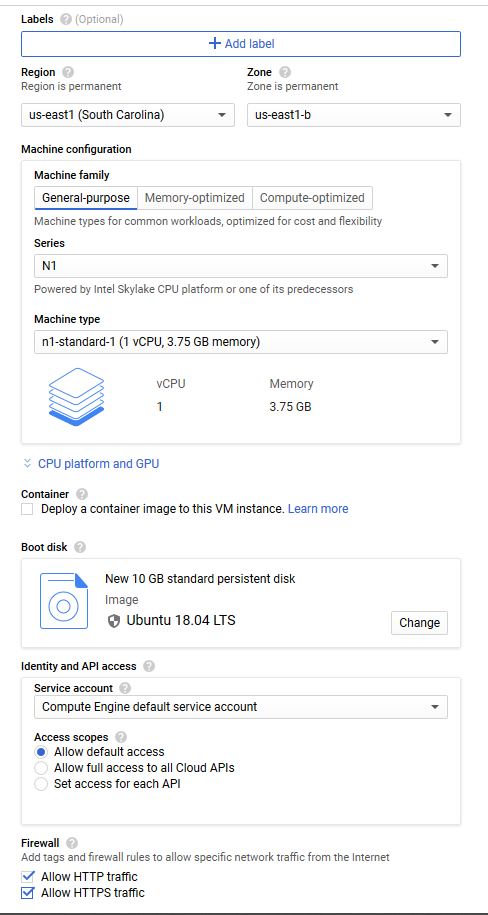 Labels ? (Optional)
+ Add label
Region ? Zone ?
Region is permanent Zone is permanent
us-east1 (South Carolina) us-east1-b
Machine configuration
Machine family
General-purpose Memory-optimized Compute-optimized
Machine types for common workloads, optimized for cost and flexibility
Series
N1
Powered by Intel Skylake CPU platform or one of its predecessors
Machine type
n1-standard-1 (1 vCPU, 3.75 GB memory)
vCPU Memory
1 3.75 GB
CPU platform and GPU
Container ?
Deploy a container image to this VM instance. Learn more
Boot disk ?
New 10 GB standard persistent disk
Image
Ubuntu 18.04 LTS
Change
Identity and API access ?
Service account ?
Compute Engine default service account
Access scopes ?
Allow default access
Allow full access to all Cloud APIs
Set access for each API
Firewall ?
Add tags and firewall rules to allow specific network traffic from the Internet
Allow HTTP traffic
Allow HTTPS traffic